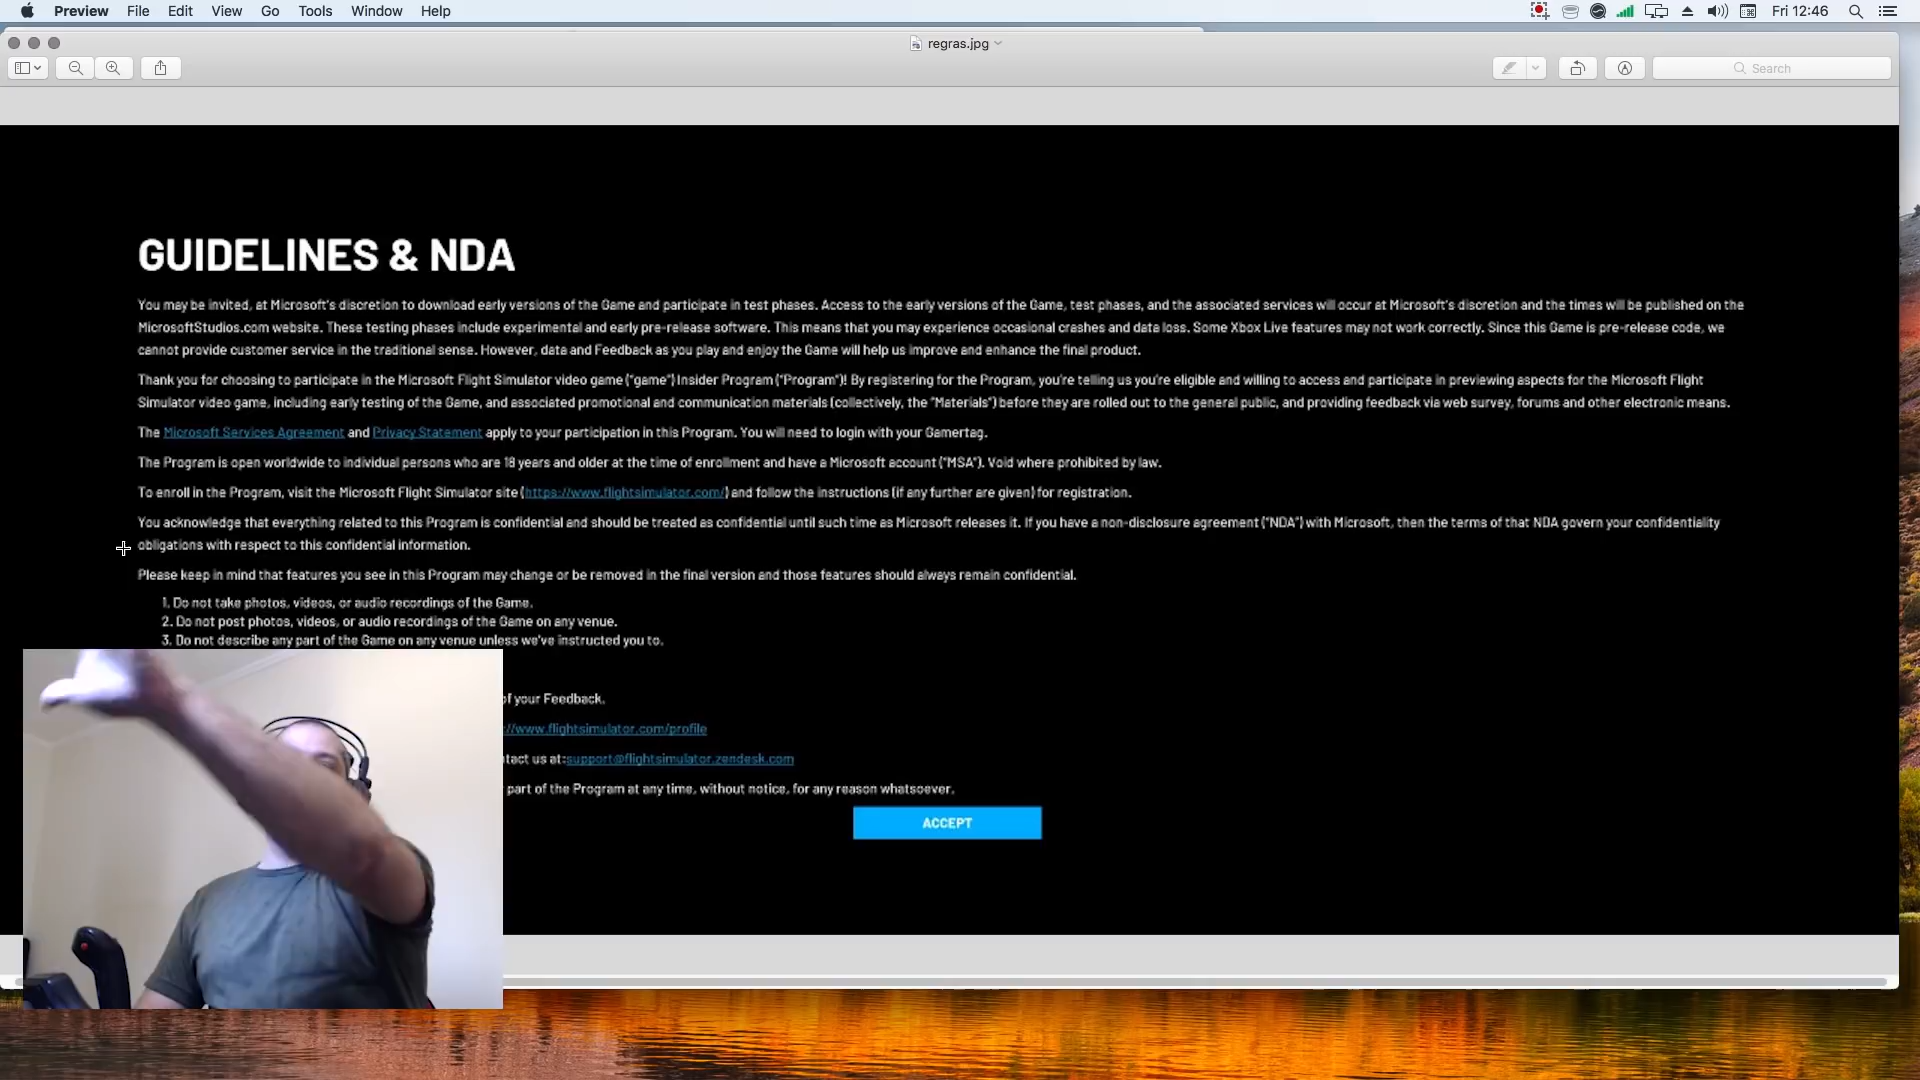 Preview File Edit View Go Tools Window Help Fri 12:46
regras.jpg
Search
GUIDELINES & NDA
You may be invited, at Microsoft's discretion to download early versions of the Game and participate in test phases. Access to the early versions of the Game, test phases, and the associated services will occur at Microsoft's discretion and the times will be published on the
MicrosoftStudios.com website. These testing phases include experimental and early pre-release software. This means that you may experience occasional crashes and data loss. Some Xbox Live features may not work correctly. Since this Game is pre-release code, we
cannot provide customer service in the traditional sense. However, data and Feedback as you play and enjoy the Game will help us improve and enhance the final product.
Thank you for choosing to participate in the Microsoft Flight Simulator video game ("game") Insider Program ("Program")! By registering for the Program, you're telling us you're eligible and willing to access and participate in previewing aspects for the Microsoft Flight
Simulator video game, including early testing of the Game, and associated promotional and communication materials (collectively, the "Materials") before they are rolled out to the general public, and providing feedback via web survey, forums and other electronic means.
The Microsoft Services Agreement and Privacy Statement apply to your participation in this Program. You will need to login with your Gamertag.
The Program is open worldwide to individual persons who are 18 years and older at the time of enrollment and have a Microsoft account ("MSA"). Void where prohibited by law.
To enroll in the Program, visit the Microsoft Flight Simulator site (https://www.flightsimulator.com/) and follow the instructions (if any further are given) for registration.
You acknowledge that everything related to this Program is confidential and should be treated as confidential until such time as Microsoft releases it. If you have a non-disclosure agreement ("NDA") with Microsoft, then the terms of that NDA govern your confidentiality
obligations with respect to this confidential information.
Please keep in mind that features you see in this Program may change or be removed in the final version and those features should always remain confidential.
1. Do not take photos, videos, or audio recordings of the Game.
2. Do not post photos, videos, or audio recordings of the Game on any venue.
3. Do not describe any part of the Game on any venue unless we've instructed you to.
of your Feedback.
://www.flightsimulator.com/profile
tact us at:support@flightsimulator.zendesk.com
part of the Program at any time, without notice, for any reason whatsoever.
ACCEPT